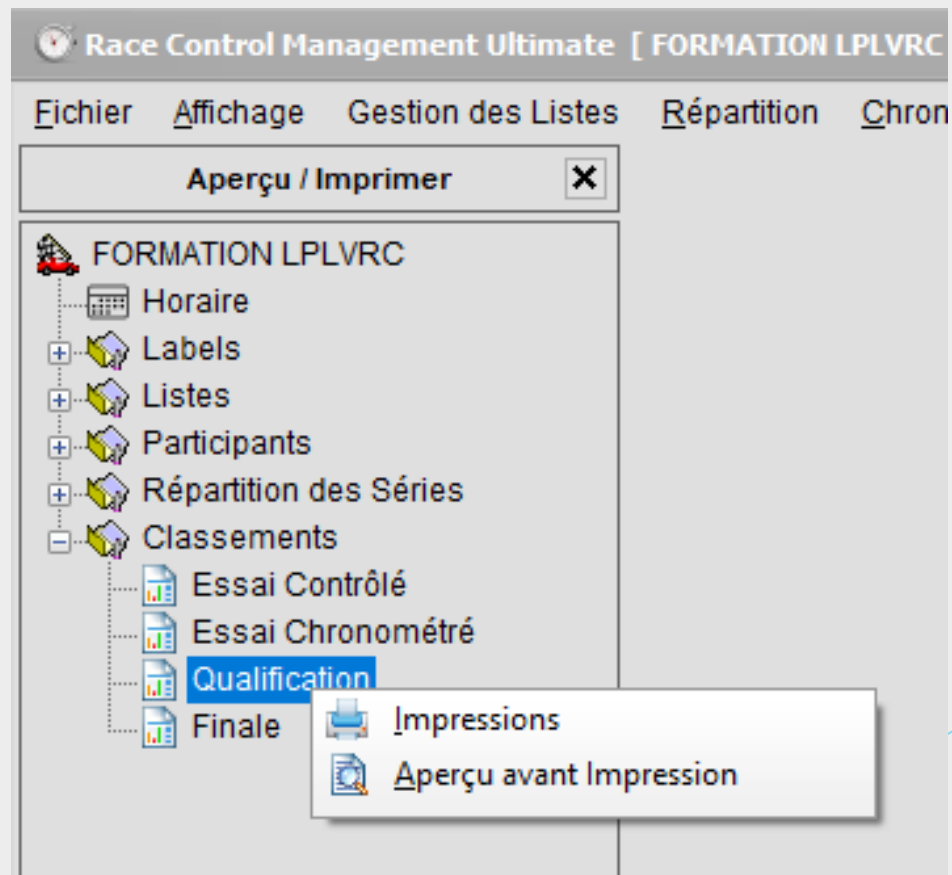 Race Control Management Ultimate [ FORMATION LPLVRC
Fichier Affichage Gestion des Listes Répartition Chron
Aperçu / Imprimer
FORMATION LPLVRC
Horaire
Labels
Listes
Participants
Répartition des Séries
Classements
Essai Contrôlé
Essai Chronométré
Qualification
Impressions
Finale
Aperçu avant Impression